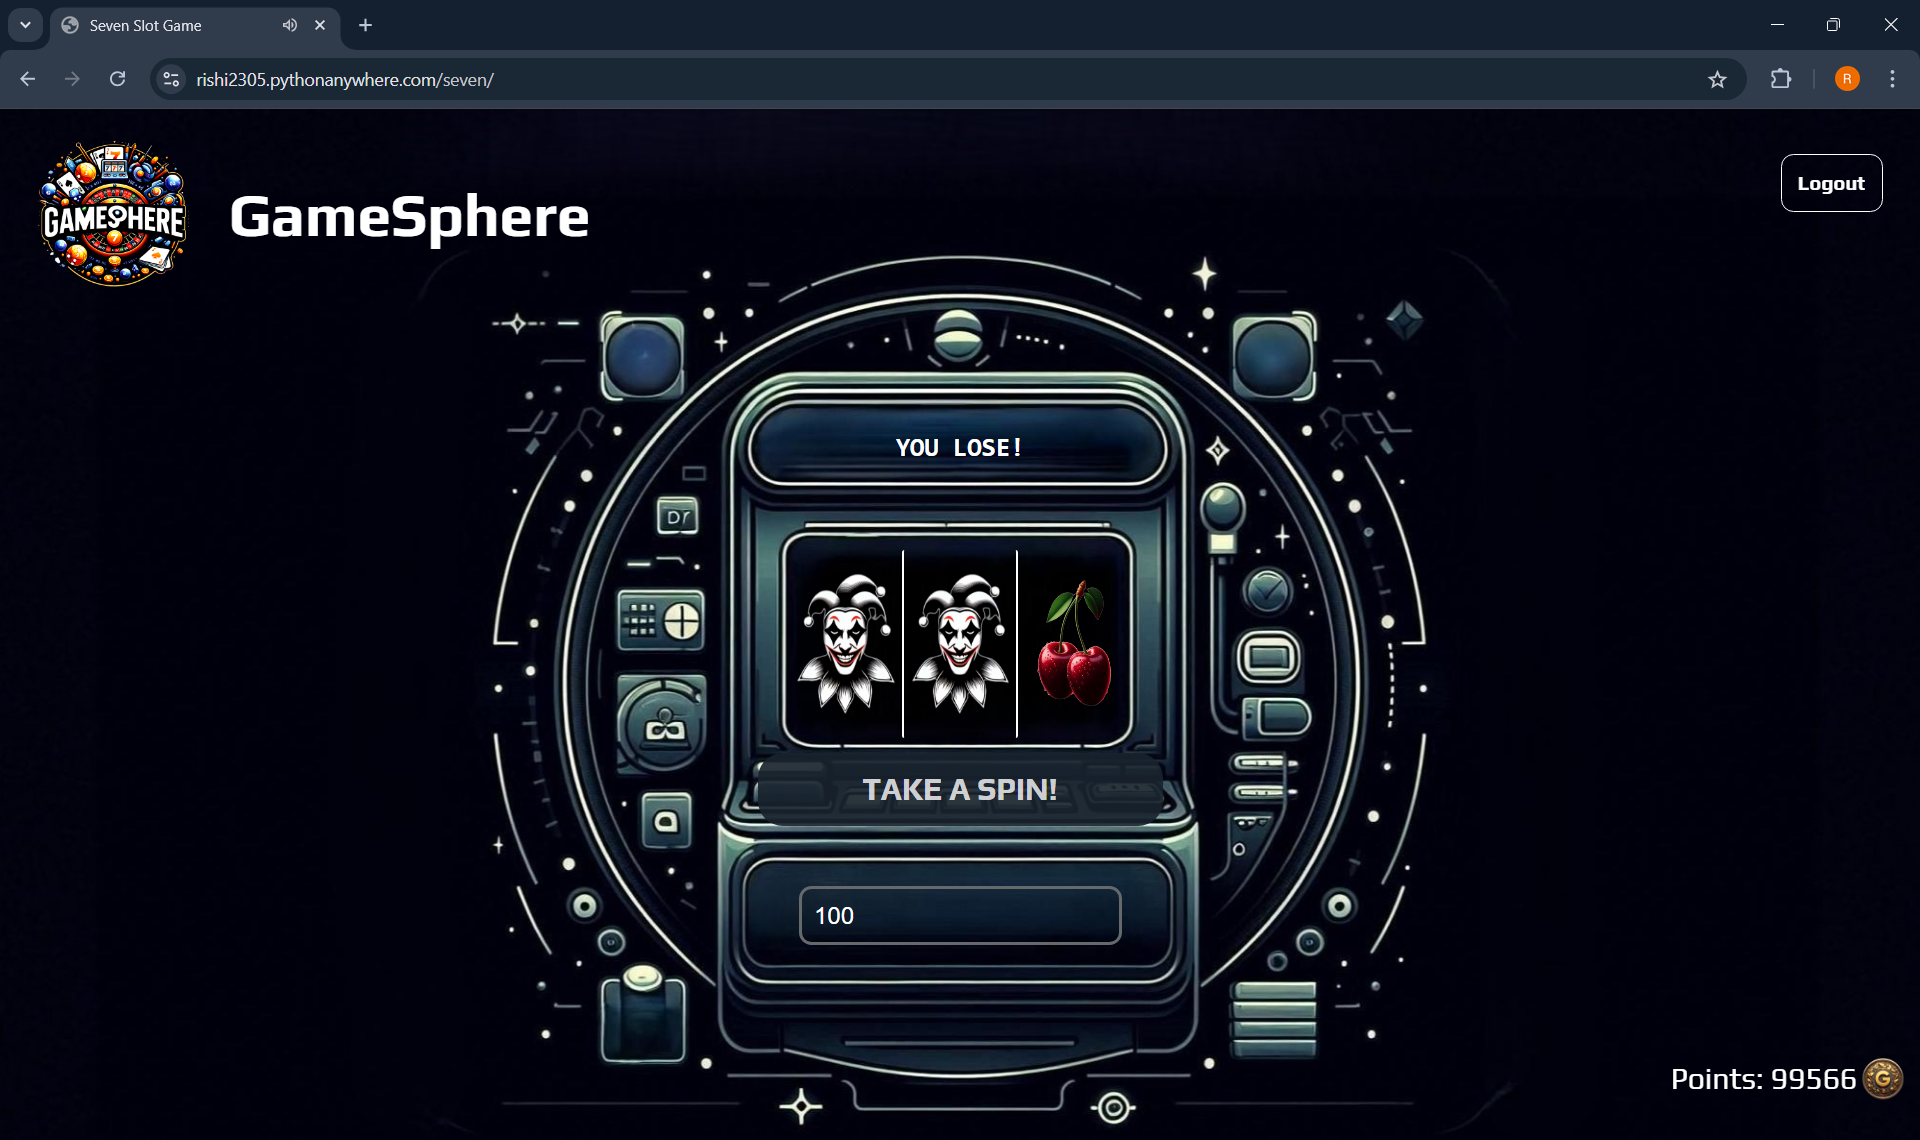 Seven Slot Game
rishi2305.pythonanywhere.com/seven/
R
GAMESPHERE
GameSphere
Logout
YOU LOSE!
Dr
TAKE A SPIN!
100
Points: 99566
G